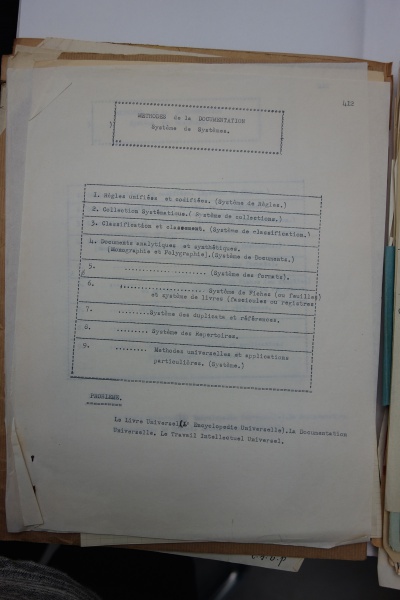 412
METHODES de la DOCUMENTATION
Système de Systèmes.
1. Règles unifiées et codifiées. (Système de Règles.)
2. Collection Systématique. (Système de collections.)
3. Classification et classement. (Système de classification.)
4. Documents analytiques et synthétiques.
(Monographie et Polygraphie).(Système de Documents.)
5. ..................... (Système des Formats).
6. ..................... Système de Fiches (ou feuilles)
et système de livres (fascicules ou registres)
7. ........ Système des duplicata et références.
8. ........ Système des Repertoires.
9. ......... Methodes universelles et applications
particulières. (Système.)
Le Livre Universel Encyclopédie Universelle).La Documentation
Universelle. Le Travail Intellectuel Universel.